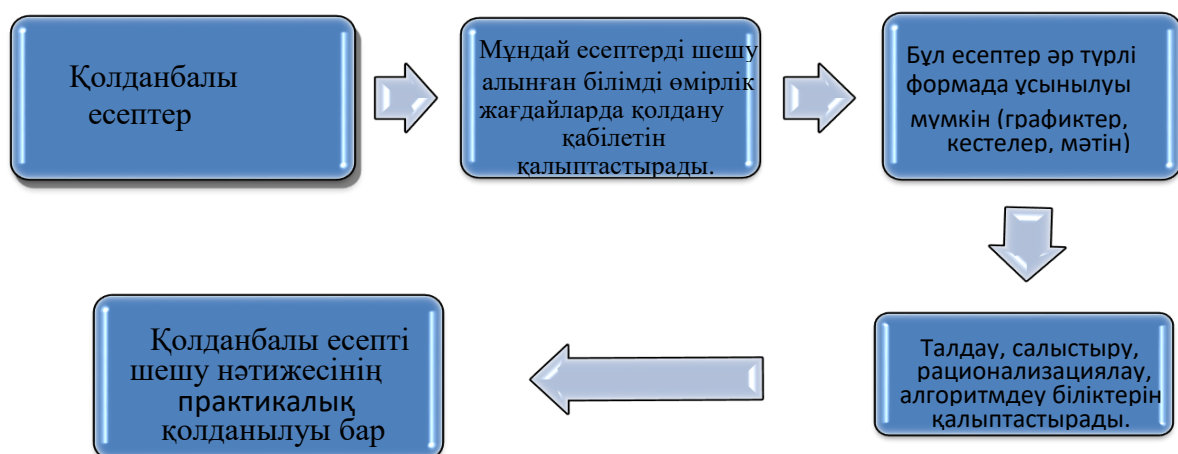 Қолданбалы
есептер
Мұндай есептерді шешу
алынған білімді өмірлік
жағдайларда қолдану
қабілетін
қалыптастырады.
Бұл есептер әр түрлі
формада ұсынылуы
мүмкін (графиктер,
кестелер, мәтін)
Талдау, салыстыру,
рационализациялау,
алгоритмдеу біліктерін
қалыптастырады.
Қолданбалы есепті
шешу нәтижесінің
практикалық
қолданылуы бар